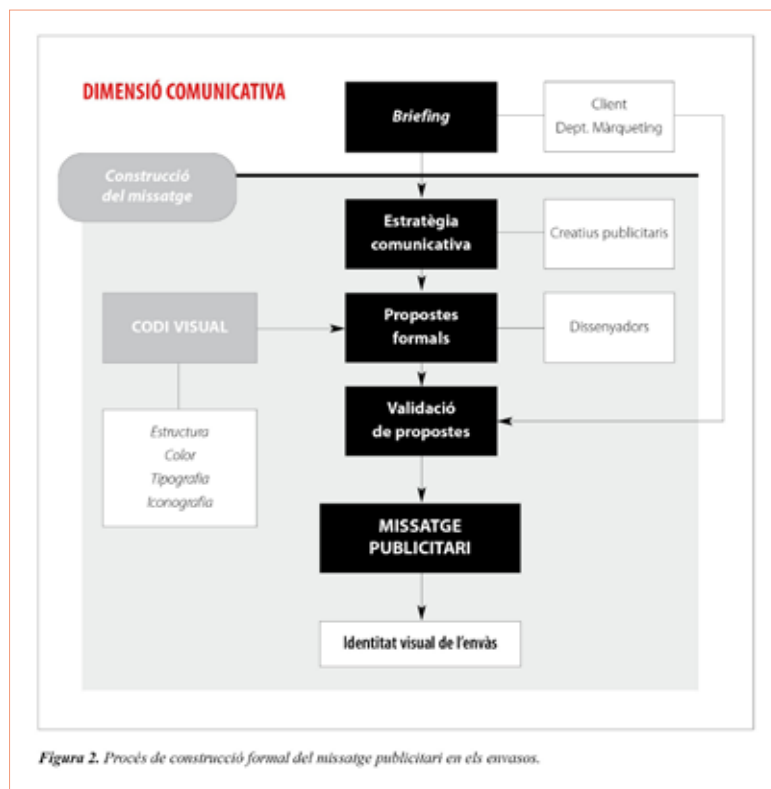 DIMENSIÓ COMUNICATIVA
Briefing
Client
Dept. Màrqueting
Construcció
del missatge
Estratègia
comunicativa
Creatius publicitaris
CODI VISUAL
Propostes
formals
Dissenyadors
Validació
de propostes
Estructura
Color
Tipografia
Iconografia
MISSATGE
PUBLICITARI
Identitat visual de l'envàs
Figura 2. Procés de construcció formal del missatge publicitari en els envasos.